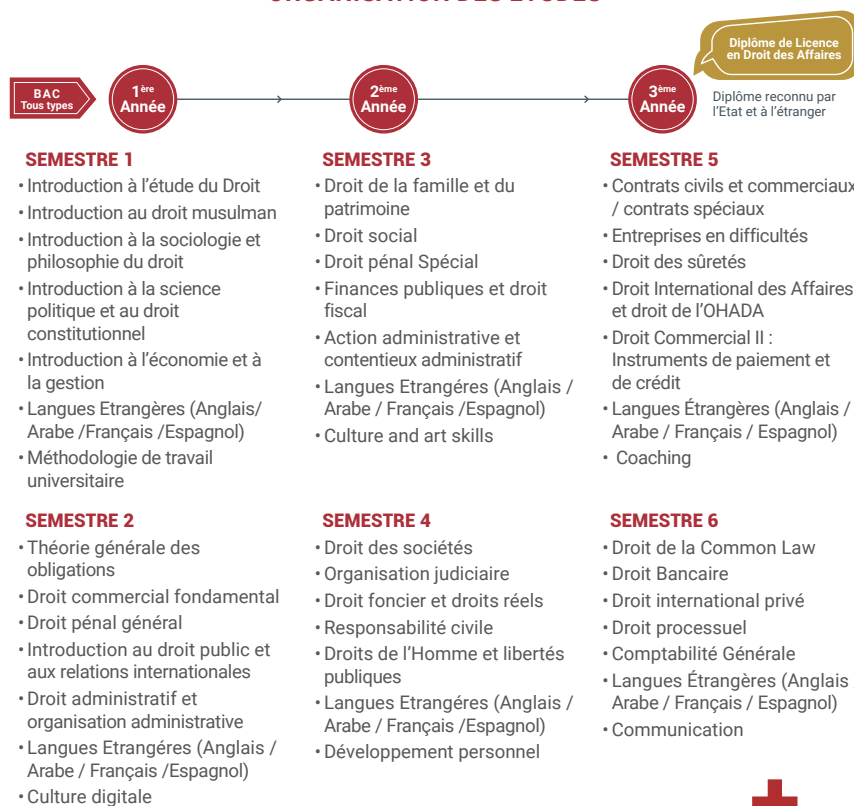 ORGANISATION DES ETUDES
Diplôme de Licence
en Droit des Affaires
BAC
Tous types
1ère
Année
2ème
Année
3ème
Année
Diplôme reconnu par
l'Etat et à l'étranger
SEMESTRE 1
• Introduction à l'étude du Droit
• Introduction au droit musulman
• Introduction à la sociologie et
philosophie du droit
• Introduction à la science
politique et au droit
constitutionnel
• Introduction à l'économie et à
la gestion
• Langues Etrangères (Anglais/
Arabe /Français /Espagnol)
• Méthodologie de travail
universitaire
SEMESTRE 2
• Théorie générale des
obligations
• Droit commercial fondamental
• Droit pénal général
• Introduction au droit public et
aux relations internationales
• Droit administratif et
organisation administrative
• Langues Etrangéres (Anglais /
Arabe / Français /Espagnol)
• Culture digitale
SEMESTRE 3
• Droit de la famille et du
patrimoine
• Droit social
• Droit pénal Spécial
• Finances publiques et droit
fiscal
• Action administrative et
contentieux administratif
• Langues Etrangéres (Anglais /
Arabe / Français /Espagnol)
• Culture and art skills
SEMESTRE 4
• Droit des sociétés
• Organisation judiciaire
• Droit foncier et droits réels
• Responsabilité civile
• Droits de l'Homme et libertés
publiques
• Langues Etrangéres (Anglais /
Arabe / Français /Espagnol)
• Développement personnel
SEMESTRE 5
• Contrats civils et commerciaux
/ contrats spéciaux
• Entreprises en difficultés
• Droit des sûretés
• Droit International des Affaires
et droit de l'OHADA
• Droit Commercial II :
Instruments de paiement et
de crédit
• Langues Étrangères (Anglais /
Arabe / Français / Espagnol)
• Coaching
SEMESTRE 6
• Droit de la Common Law
• Droit Bancaire
• Droit international privé
• Droit processuel
• Comptabilité Générale
• Langues Étrangères (Anglais
Arabe / Français / Espagnol)
• Communication